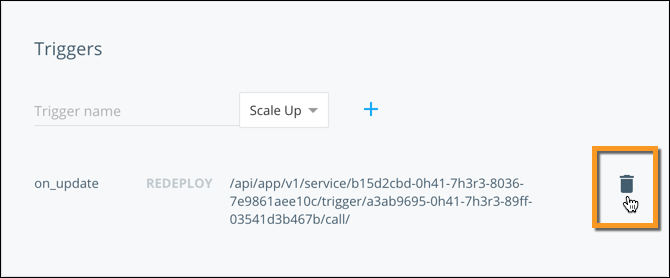 Triggers
Trigger name Scale Up +
on_update REDEPLOY /api/app/v1/service/b15d2cbd-0h41-7h3r3-8036-
7e9861aee10c/trigger/a3ab9695-0h41-7h3r3-89ff-
03541d3b467b/call/